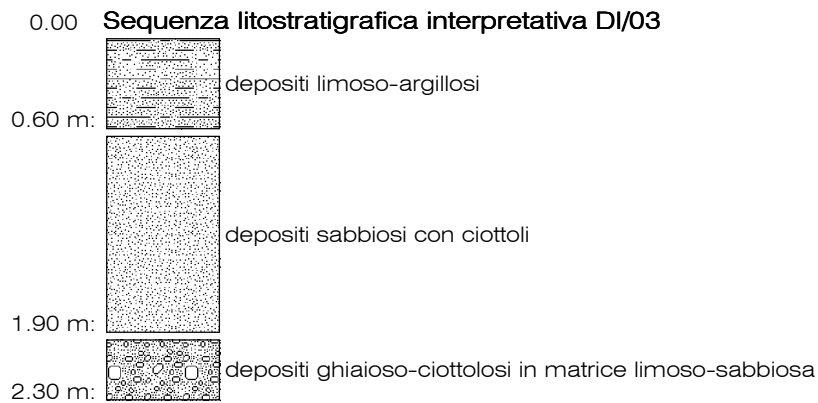 0.00 Sequenza litostratigrafica interpretativa DI/03
depositi limoso-argillosi
0.60 m:
depositi sabbiosi con ciottoli
1.90 m:
depositi ghiaioso-ciottolosi in matrice limoso-sabbiosa
2.30 m: